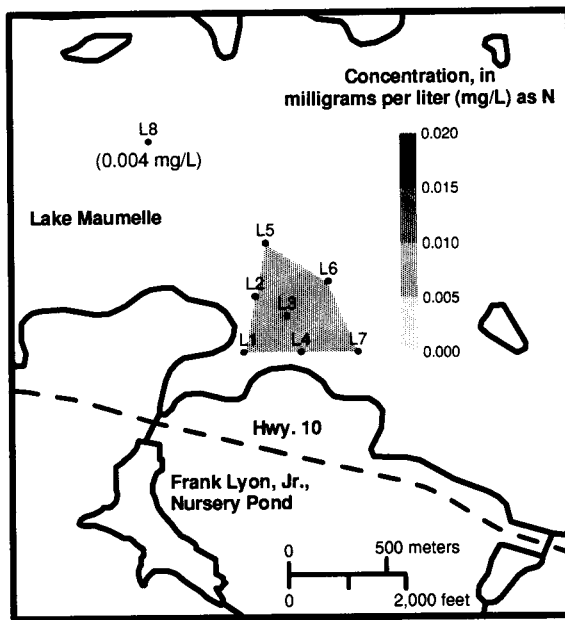 Concentration, in
milligrams per liter (mg/L) as N
L8
(0.004 mg/L)
0.020
0.015
0.010
0.005
0.000
Lake Maumelle
L5
L6
L2
L3
L1
L4
L7
Hwy. 10
Frank Lyon, Jr.,
Nursery Pond
0
500 meters
0
2,000 feet